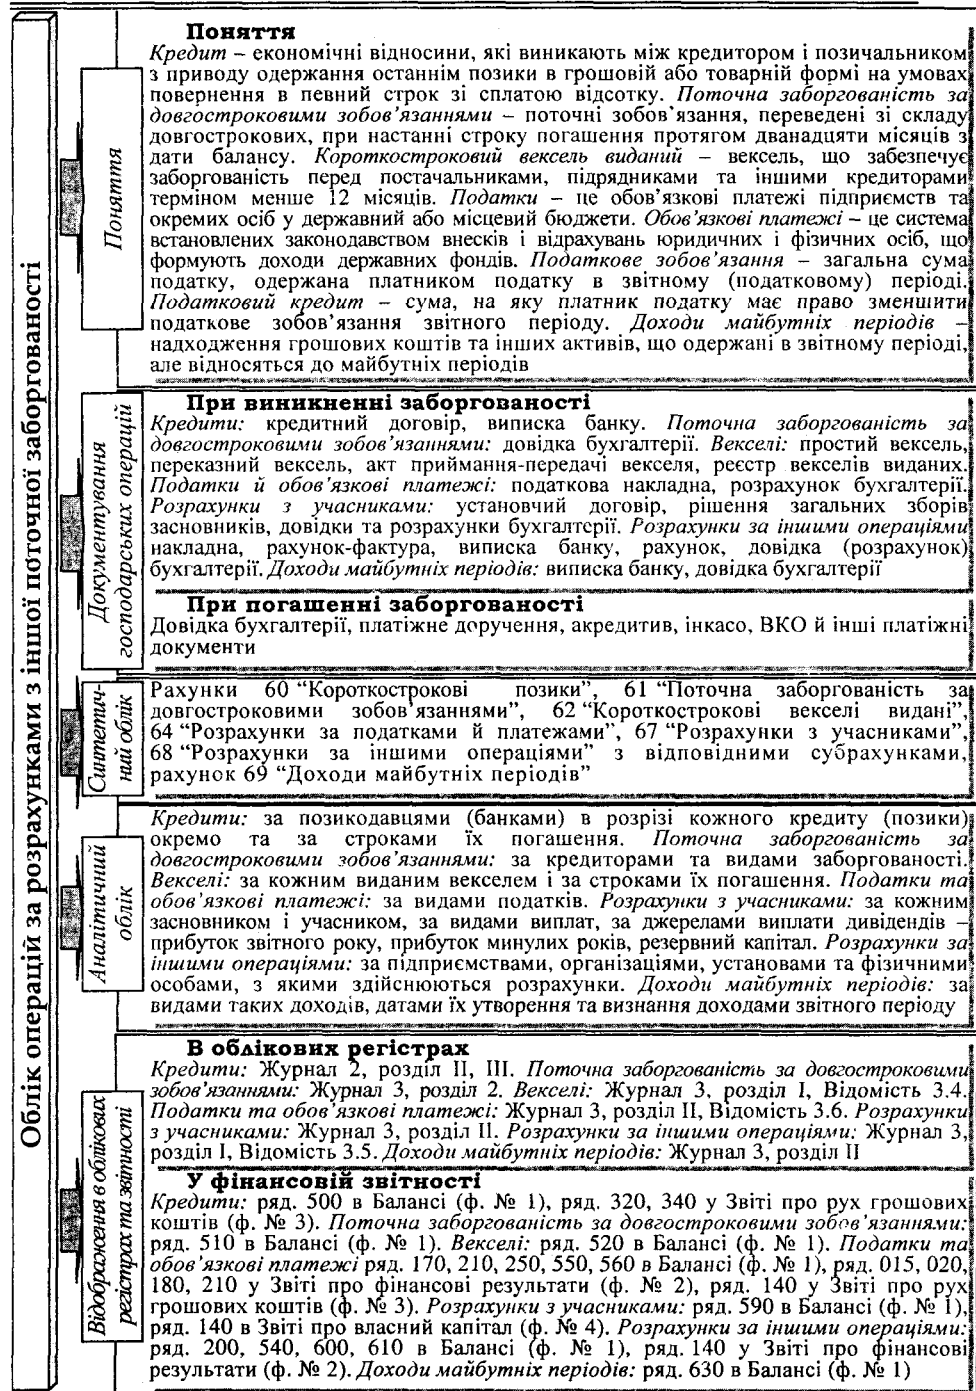 Облік операцій за розрахунками з інної поточної заборгованості
Поняття
Поняття
Кредит – економічні відносини, які виникають між кредитором і позичальником
з приводу одержання останнім позики в грошовій або товарній формі на умовах
повернення в певний строк зі сплатою відсотку. Поточна заборгованість за
довгостроковими зобов'язаннями – поточні зобов'язання, переведені зі складу
довгострокових, при настанні строку погашення протягом дванадцяти місяців з
дати балансу. Короткостроковий вексель виданий – вексель, що забезпечує
заборгованість перед постачальниками, підрядниками та іншими кредиторами
терміном менше 12 місяців. Податки – це обов'язкові платежі підприємств та
окремих осіб у державний або місцевий бюджети. Обов'язкові платежі – це система
встановлених законодавством внесків і відрахувань юридичних і фізичних осіб, що
формують доходи державних фондів. Податкове зобов'язання – загальна сума
податку, одержана платником податку в звітному (податковому) періоді.
Податковий кредит – сума, на яку платник податку має право зменшити
податкове зобов'язання звітного періоду. Доходи майбутніх періодів –
надходження грошових коштів та інших активів, що одержані в звітному періоді,
але відносяться до майбутніх періодів
Документування
господарських операцій
При виникненні заборгованості
Кредити: кредитний договір, виписка банку. Поточна заборгованість за
довгостроковими зобов'язаннями: довідка бухгалтерії. Векселі: простий вексель,
переказний вексель, акт приймання-передачі векселя, реєстр векселів виданих.
Податки й обов'язкові платежі: податкова накладна, розрахунок бухгалтерії.
Розрахунки з учасниками: установчий договір, рішення загальних зборів
засновників, довідки та розрахунки бухгалтерії. Розрахунки за іншими операціями
накладна, рахунок-фактура, виписка банку, рахунок, довідка (розрахунок)
бухгалтерії. Доходи майбутніх періодів: виписка банку, довідка бухгалтерії
При погашенні заборгованості
Довідка бухгалтерії, платіжне доручення, акредитив, інкасо, ВКО й інші платіжні
документи
Синтетич-
ний облік
Рахунки 60 “Короткострокові позики”, 61 “Поточна заборгованість за
довгостроковими зобов'язаннями”, 62 “Короткострокові векселі видані”,
64 “Розрахунки за податками й платежами”, 67 “Розрахунки з учасниками”,
68 “Розрахунки за іншими операціями” з відповідними субрахунками,
рахунок 69 “Доходи майбутніх періодів”
Аналітичний
облік
Кредити: за позикодавцями (банками) в розрізі кожного кредиту (позики)
окремо та за строками їх погашення. Поточна заборгованість за
довгостроковими зобов'язаннями: за кредиторами та видами заборгованості.
Векселі: за кожним виданим векселем і за строками їх погашення. Податки та
обов'язкові платежі: за видами податків. Розрахунки з учасниками: за кожним
засновником і учасником, за видами виплат, за джерелами виплати дивідендів –
прибуток звітного року, прибуток минулих років, резервний капітал. Розрахунки за
іншими операціями: за підприємствами, організаціями, установами та фізичними
особами, з якими здійснюються розрахунки. Доходи майбутніх періодів: за
видами таких доходів, датами їх утворення та визнання доходами звітного періоду
Відображення в облікових
регістрах та звітності
В облікових регістрах
Кредити: Журнал 2, розділ II, III. Поточна заборгованість за довгостроковими
зобов'язаннями: Журнал 3, розділ 2. Векселі: Журнал 3, розділ I, Відомість 3.4.
Податки та обов'язкові платежі: Журнал 3, розділ II, Відомість 3.6. Розрахунки
з учасниками: Журнал 3, розділ II. Розрахунки за іншими операціями: Журнал 3,
розділ I, Відомість 3.5. Доходи майбутніх періодів: Журнал 3, розділ II
У фінансовій звітності
Кредити: ряд. 500 в Балансі (ф. № 1), ряд. 320, 340 у Звіті про рух грошових
коштів (ф. № 3). Поточна заборгованість за довгостроковими зобов'язаннями:
ряд. 510 в Балансі (ф. № 1). Векселі: ряд. 520 в Балансі (ф. № 1). Податки та
обов'язкові платежі ряд. 170, 210, 250, 550, 560 в Балансі (ф. № 1), ряд. 015, 020,
180, 210 у Звіті про фінансові результати (ф. № 2), ряд. 140 у Звіті про рух
грошових коштів (ф. № 3). Розрахунки з учасниками: ряд. 590 в Балансі (ф. № 1),
ряд. 140 в Звіті про власний капітал (ф. № 4). Розрахунки за іншими операціями:
ряд. 200, 540, 600, 610 в Балансі (ф. № 1), ряд. 140 у Звіті про фінансові
результати (ф. № 2). Доходи майбутніх періодів: ряд. 630 в Балансі (ф. № 1)